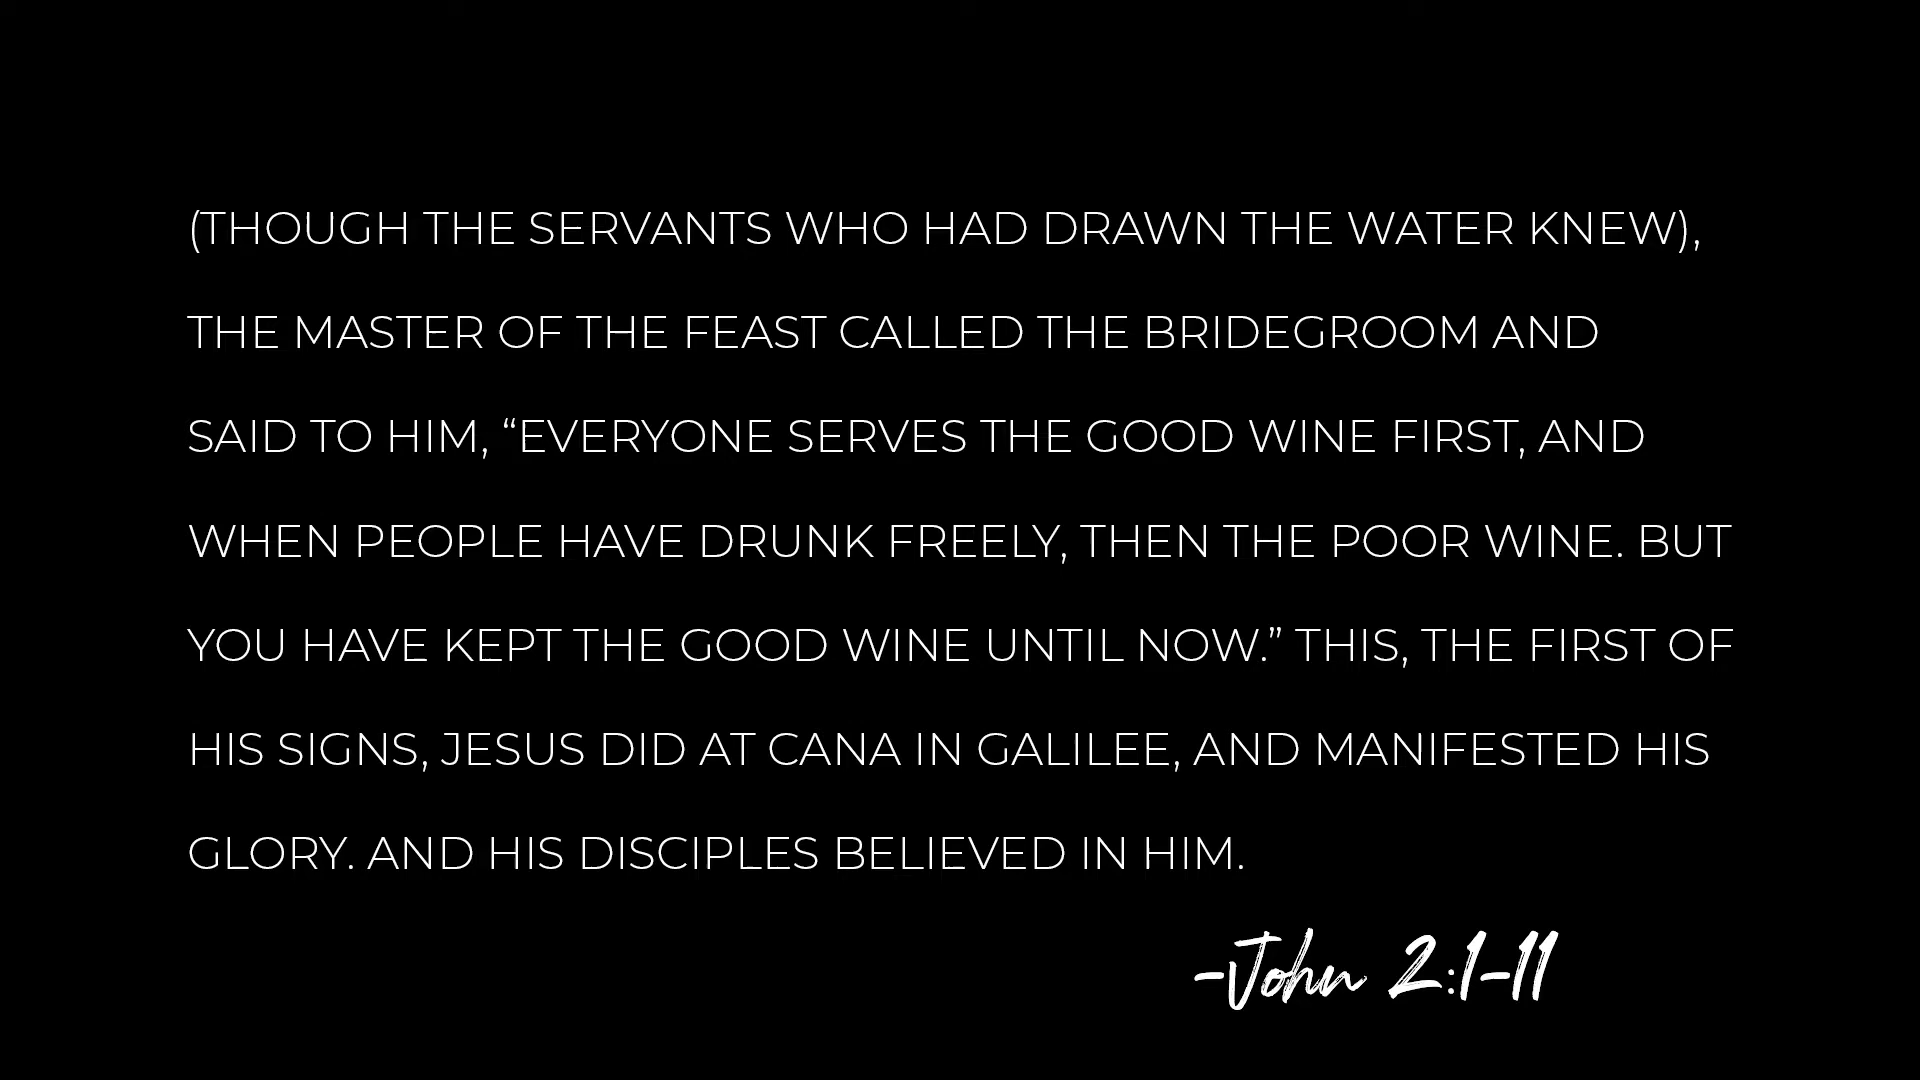 (THOUGH THE SERVANTS WHO HAD DRAWN THE WATER KNEW),
THE MASTER OF THE FEAST CALLED THE BRIDEGROOM AND
SAID TO HIM, “EVERYONE SERVES THE GOOD WINE FIRST, AND
WHEN PEOPLE HAVE DRUNK FREELY, THEN THE POOR WINE. BUT
YOU HAVE KEPT THE GOOD WINE UNTIL NOW.” THIS, THE FIRST OF
HIS SIGNS, JESUS DID AT CANA IN GALILEE, AND MANIFESTED HIS
GLORY. AND HIS DISCIPLES BELIEVED IN HIM.
-John 2:1-11